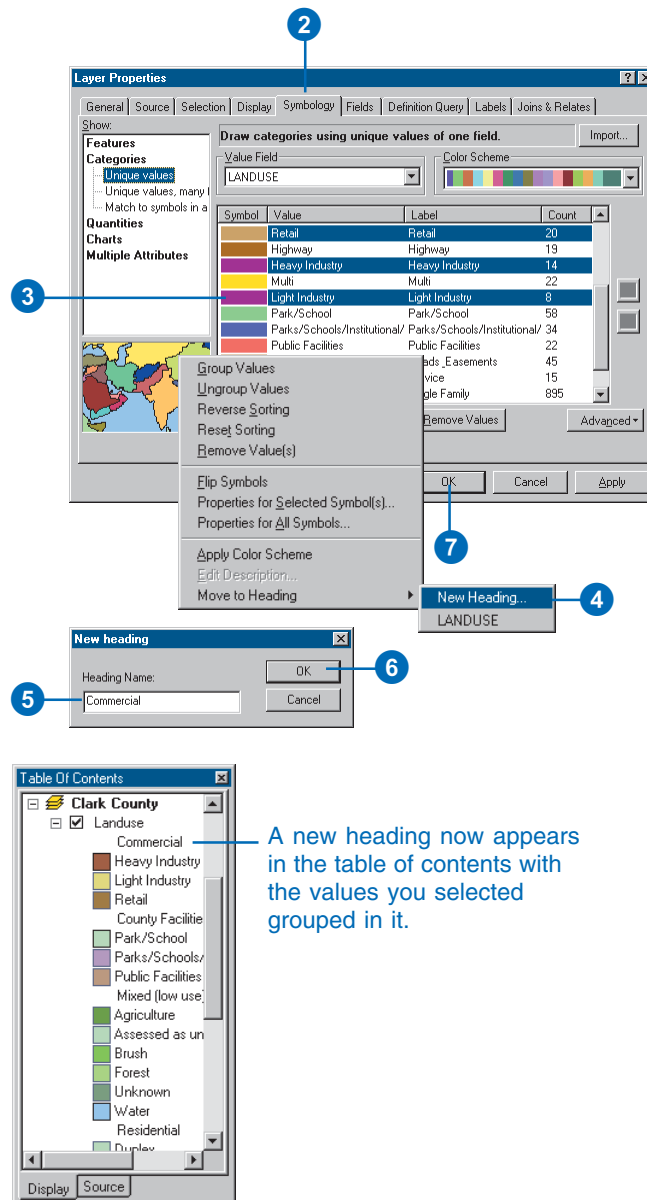 2
Layer Properties
General Source Selection Display Symbology Fields Definition Query Labels Joins & Relates
Show:
Features
Categories
Unique values
Unique values, many
Match to symbols in a
Quantities
Charts
Multiple Attributes
Draw categories using unique values of one field.
Import...
Value Field
LANDUSE
Color Scheme
Symbol Value Label Count
Retail Retail 20
Highway Highway 19
Heavy Industry Heavy Industry 14
Multi Multi 22
3
Light Industry Light Industry 8
Park/School Park/School 58
Parks/Schools/Institutional/ Parks/Schools/Institutional/ 34
Public Facilities Public Facilities 22
ads_Easements 45
vice 15
gle Family 895
Remove Values
Advanced
OK Cancel Apply
7
Group Values
Ungroup Values
Reverse Sorting
Reset Sorting
Remove Value(s)
Flip Symbols
Properties for Selected Symbol(s)...
Properties for All Symbols...
Apply Color Scheme
Edit Description...
Move to Heading
New Heading...
4
LANDUSE
New heading
Heading Name:
OK
6
5
Commercial
Cancel
Table Of Contents
Clark County
Landuse
Commercial
Heavy Industry
Light Industry
Retail
County Facilitie
Park/School
Parks/Schools/
Public Facilities
Mixed (low use)
Agriculture
Assessed as un
Brush
Forest
Unknown
Water
Residential
Duplex
Display Source
A new heading now appears
in the table of contents with
the values you selected
grouped in it.